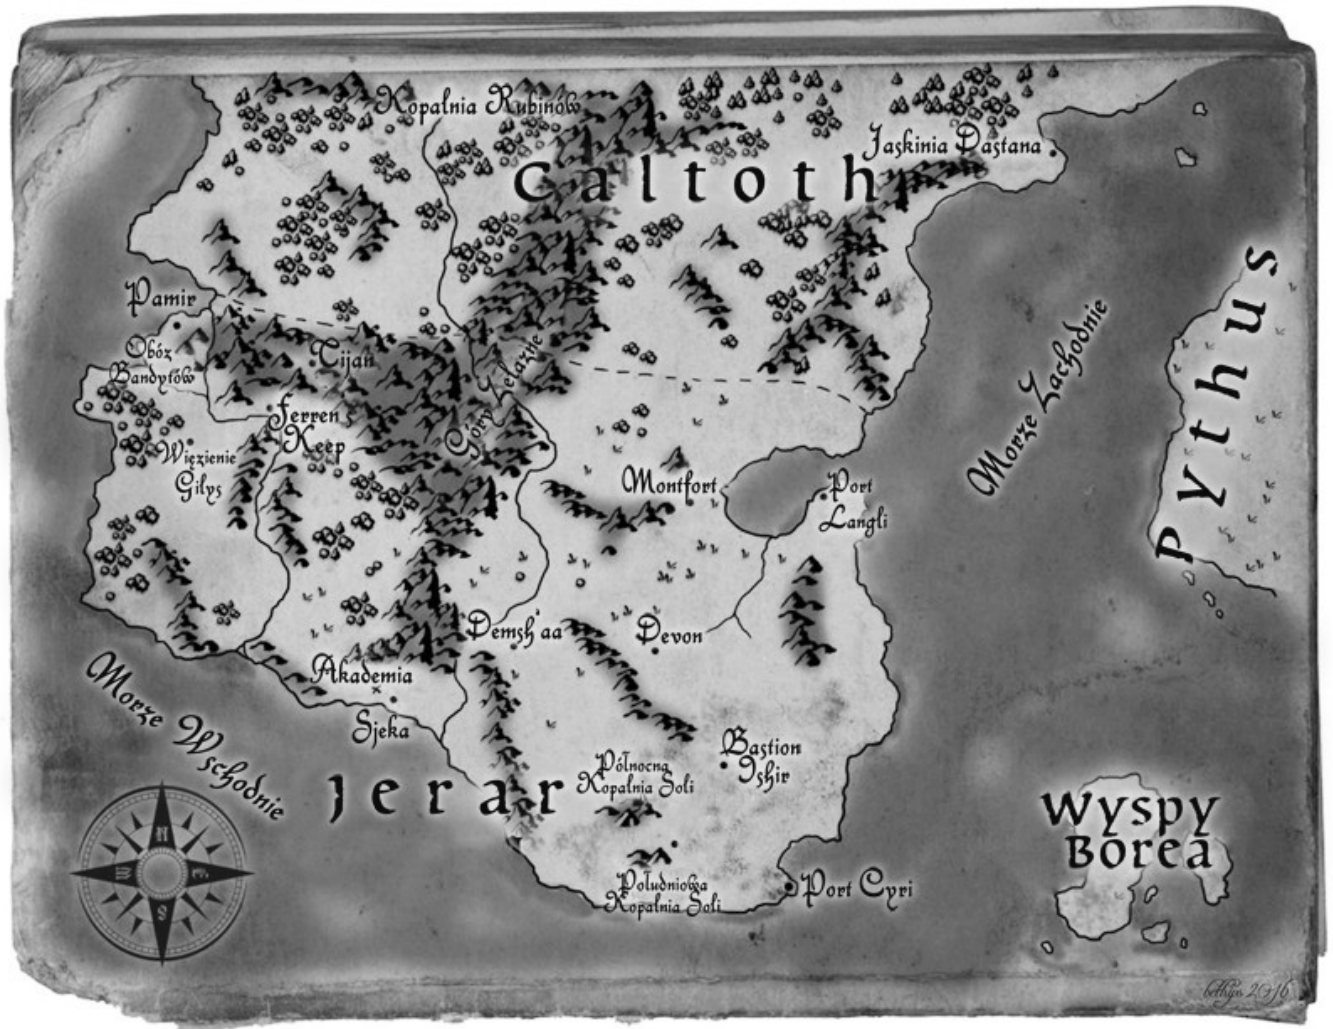 Kopalnia Rubinów
Jaskinia Dastana
Caltoth
Pythus
Pamir
Obóz
Bandytów
Tijan
Góry Żelazne
Morze Zachodnie
Ferren
Keep
Więzienie
Gilys
Montfort
Port
Langli
Demsh'aa
Devon
Akademia
Sjeka
Morze Wschodnie
Bastion
Ishir
Północna
Kopalnia Soli
Jerar
Wyspy
Borea
Południowa
Kopalnia Soli
Port Cyri
N
W
S
2016